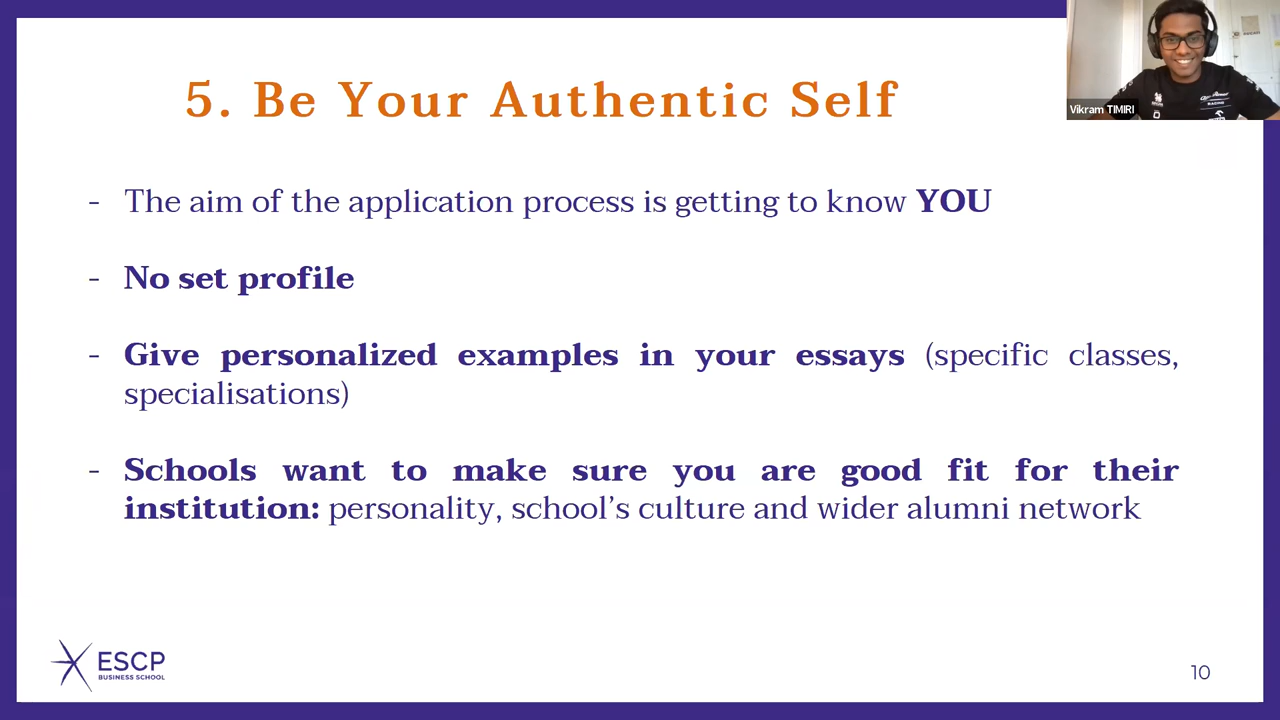 5. Be Your Authentic Self
Vikram TIMIRI
- The aim of the application process is getting to know YOU
- No set profile
- Give personalized examples in your essays (specific classes,
specialisations)
- Schools want to make sure you are good fit for their
institution: personality, school's culture and wider alumni network
ESCP
BUSINESS SCHOOL
10